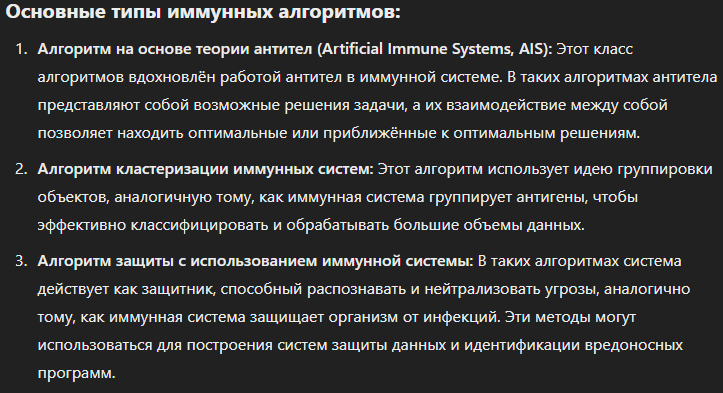 Основные типы иммунных алгоритмов:
1. Алгоритм на основе теории антител (Artificial Immune Systems, AIS): Этот класс
алгоритмов вдохновлён работой антител в иммунной системе. В таких алгоритмах антитела
представляют собой возможные решения задачи, а их взаимодействие между собой
позволяет находить оптимальные или приближённые к оптимальным решениям.
2. Алгоритм кластеризации иммунных систем: Этот алгоритм использует идею группировки
объектов, аналогичную тому, как иммунная система группирует антигены, чтобы
эффективно классифицировать и обрабатывать большие объемы данных.
3. Алгоритм защиты с использованием иммунной системы: В таких алгоритмах система
действует как защитник, способный распознавать и нейтрализовать угрозы, аналогично
тому, как иммунная система защищает организм от инфекций. Эти методы могут
использоваться для построения систем защиты данных и идентификации вредоносных
программ.